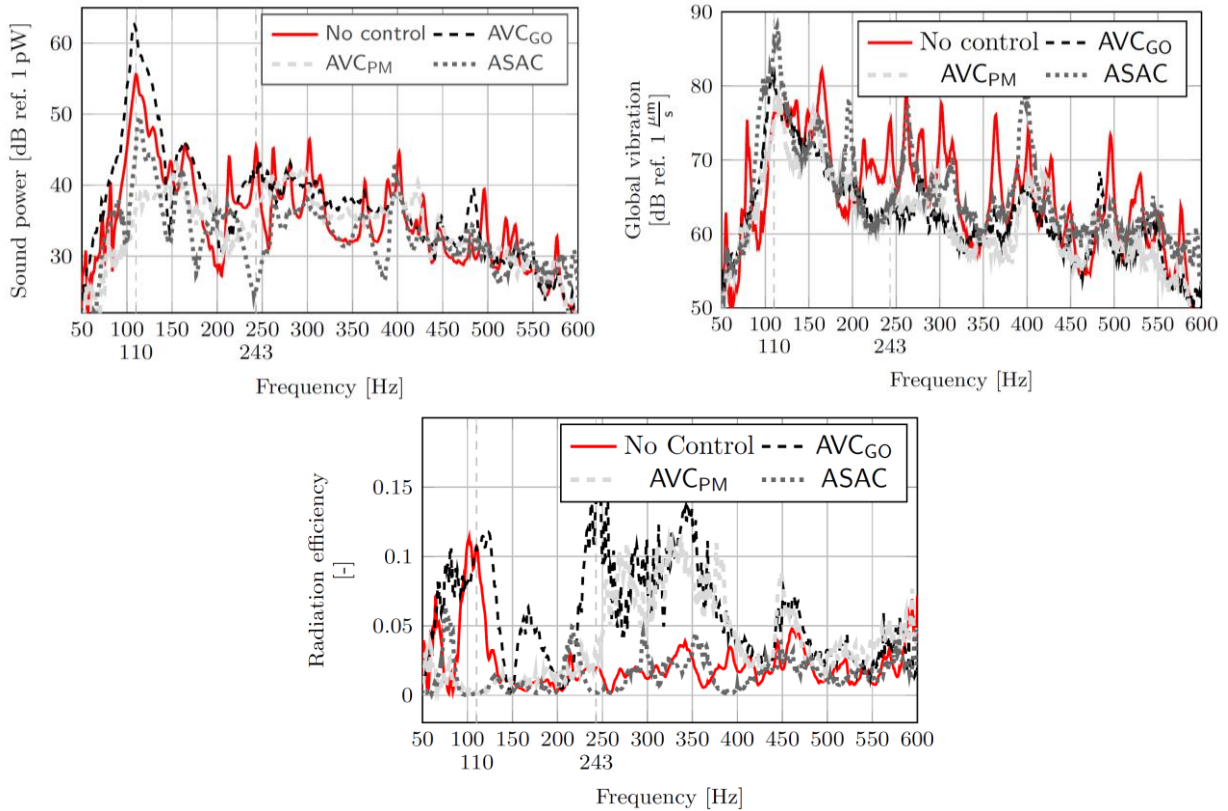 Sound power [dB ref. 1 pW]
60
50
40
30
No control AVC_GO
AVC_PM ASAC
50 100 150 200 250 300 350 400 450 500 550 600
110 243
Frequency [Hz]
Global vibration
[dB ref. 1 μm/s]
90
80
70
60
50
No control AVC_GO
AVC_PM ASAC
50 100 150 200 250 300 350 400 450 500 550 600
110 243
Frequency [Hz]
Radiation efficiency
[-]
0.15
0.1
0.05
0
No Control AVC_GO
AVC_PM ASAC
50 100 150 200 250 300 350 400 450 500 550 600
110 243
Frequency [Hz]